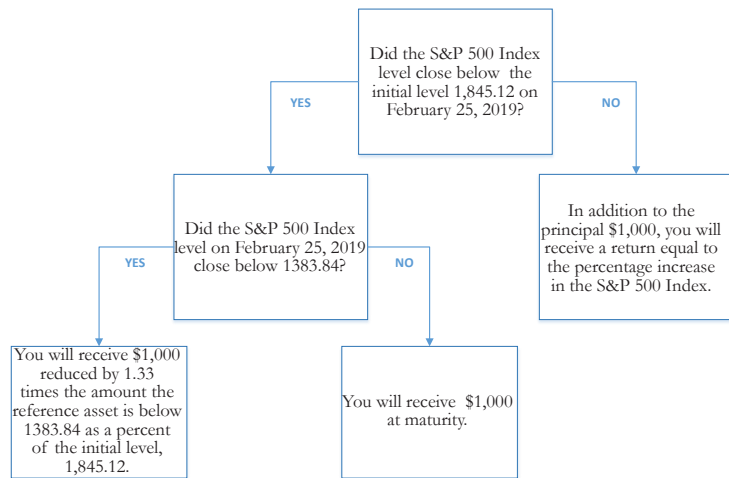 Did the S&P 500 Index
level close below the
initial level 1,845.12 on
February 25, 2019?
YES
NO
Did the S&P 500 Index
level on February 25, 2019
close below 1383.84?
In addition to the
principal $1,000, you will
receive a return equal to
the percentage increase
in the S&P 500 Index.
YES
NO
You will receive $1,000
reduced by 1.33
times the amount the
reference asset is below
1383.84 as a percent
of the initial level,
1,845.12.
You will receive $1,000
at maturity.